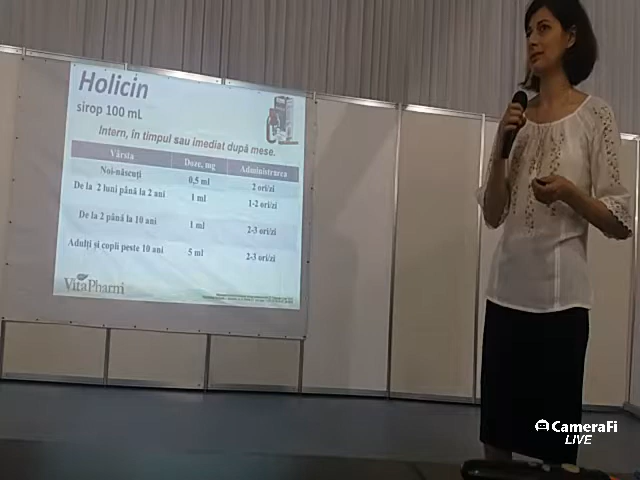 Holicin
sirop 100 mL
Intern, în timpul sau imediat după mese.
Vârsta Doze, mg Administrarea
Noi-născuți 0,5 ml 2 ori/zi
De la 2 luni până la 2 ani 1 ml 1-2 ori/zi
De la 2 până la 10 ani 1 ml 2-3 ori/zi
Adulți și copii peste 10 ani 5 ml 2-3 ori/zi
VitaPharm
CameraFi
LIVE